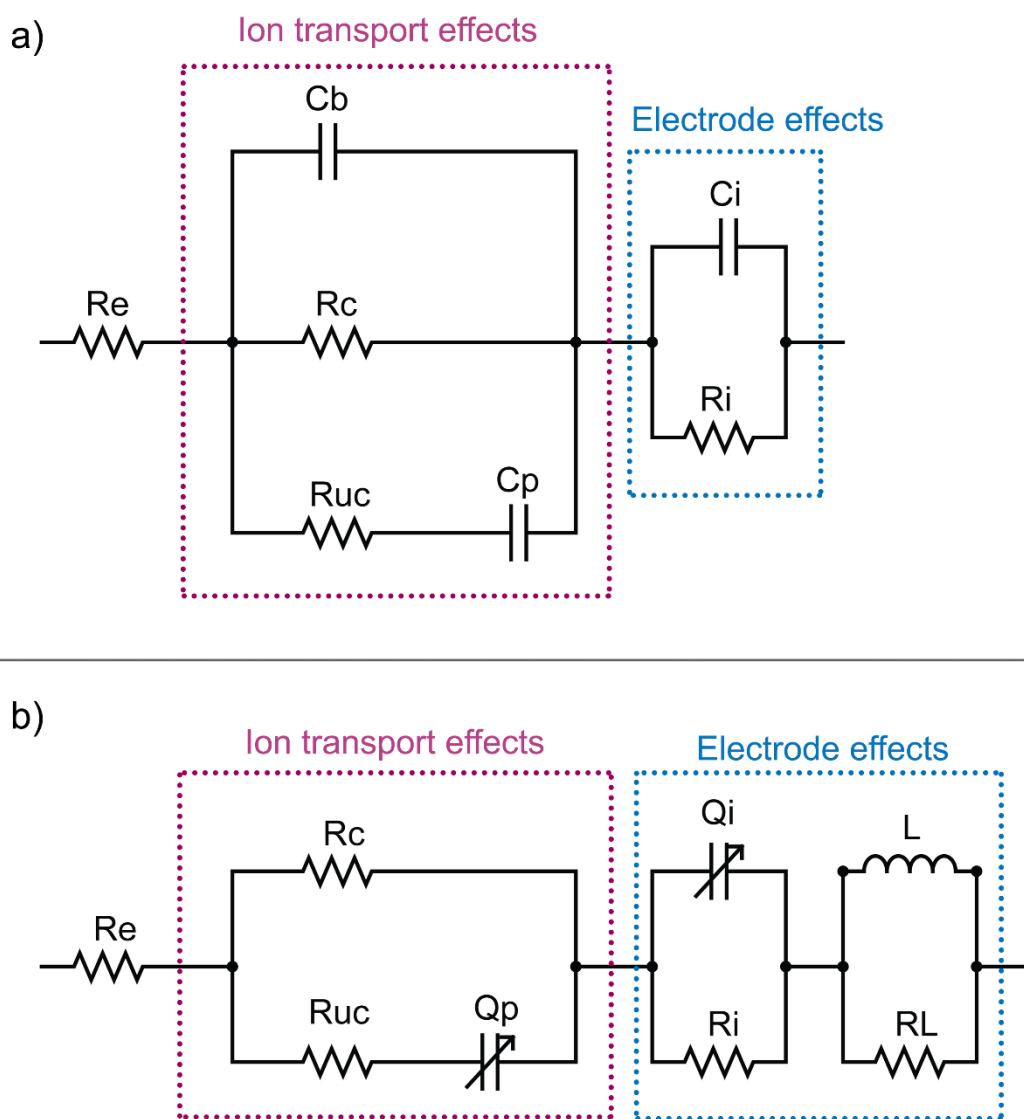 a)
Ion transport effects
Cb
Electrode effects
Ci
Re
Rc
Ri
Ruc
Cp
b)
Ion transport effects
Electrode effects
Rc
Qi
L
Re
Ruc
Qp
Ri
RL